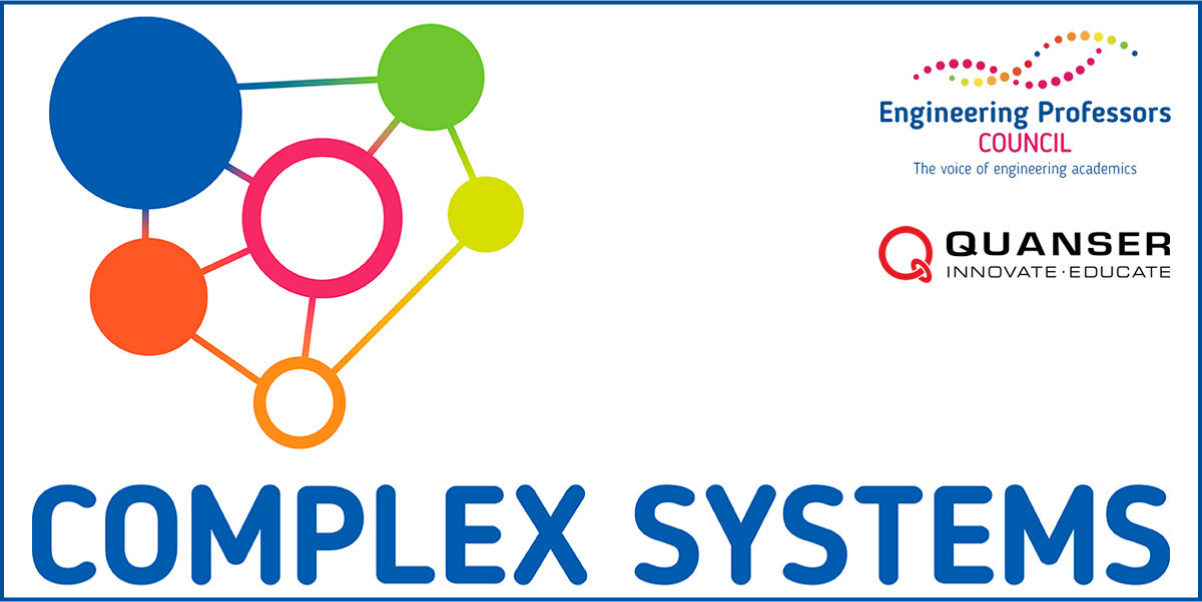 Engineering Professors
COUNCIL
The voice of engineering academics
QUANSER
INNOVATE·EDUCATE
COMPLEX SYSTEMS